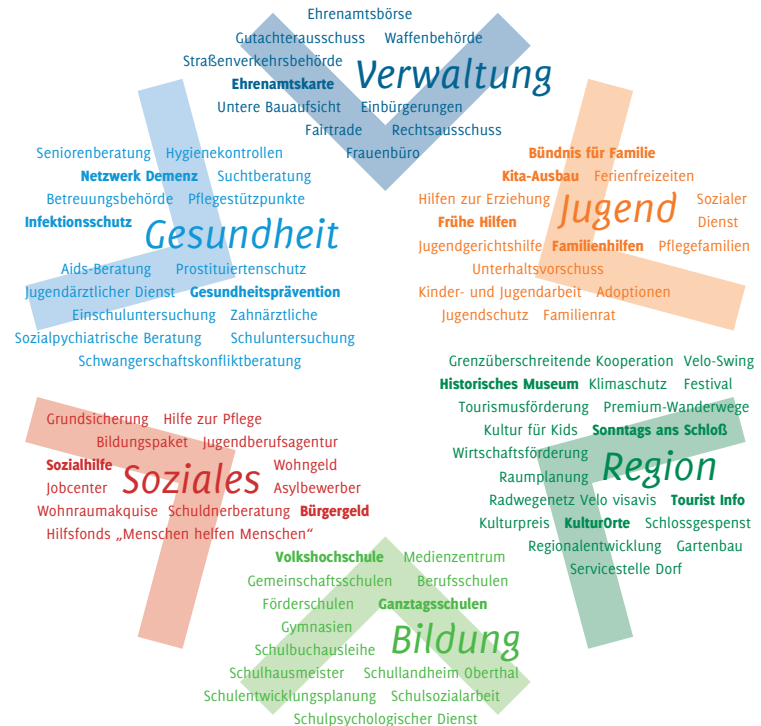 Ehrenamtsbörse
Gutachterausschuss Waffenbehörde
Straßenverkehrsbehörde
Verwaltung
Ehrenamtskarte
Untere Bauaufsicht Einbürgerungen
Fairtrade Rechtsausschuss
Frauenbüro
Seniorenberatung Hygienekontrollen
Netzwerk Demenz Suchtberatung
Betreuungsbehörde Pflegestützpunkte
Infektionsschutz
Gesundheit
Aids-Beratung Prostituiertenschutz
Jugendärztlicher Dienst Gesundheitsprävention
Einschuluntersuchung Zahnärztliche
Sozialpychiatrische Beratung Schuluntersuchung
Schwangerschaftskonfliktberatung
Bündnis für Familie
Kita-Ausbau Ferienfreizeiten
Hilfen zur Erziehung Jugend Sozialer
Frühe Hilfen Dienst
Jugendgerichtshilfe Familienhilfen Pflegefamilien
Unterhaltsvorschuss
Kinder- und Jugendarbeit Adoptionen
Jugendschutz Familienrat
Grundsicherung Hilfe zur Pflege
Bildungspaket Jugendberufsagentur
Sozialhilfe Soziales Wohngeld
Jobcenter Asylbewerber
Wohnraumakquise Schuldnerberatung Bürgergeld
Hilfsfonds „Menschen helfen Menschen“
Grenzüberschreitende Kooperation Velo-Swing
Historisches Museum Klimaschutz Festival
Tourismusförderung Premium-Wanderwege
Kultur für Kids Sonntags ans Schloß
Wirtschaftsförderung
Region
Raumplanung
Radwegenetz Velo visavis Tourist Info
Kulturpreis KulturOrte Schlossgespenst
Regionalentwicklung Gartenbau
Servicestelle Dorf
Volkshochschule Medienzentrum
Gemeinschaftsschulen Berufsschulen
Förderschulen Ganztagsschulen
Gymnasien
Bildung
Schulbuchausleihe
Schulhausmeister Schullandheim Oberthal
Schulentwicklungsplanung Schulsozialarbeit
Schulpsychologischer Dienst